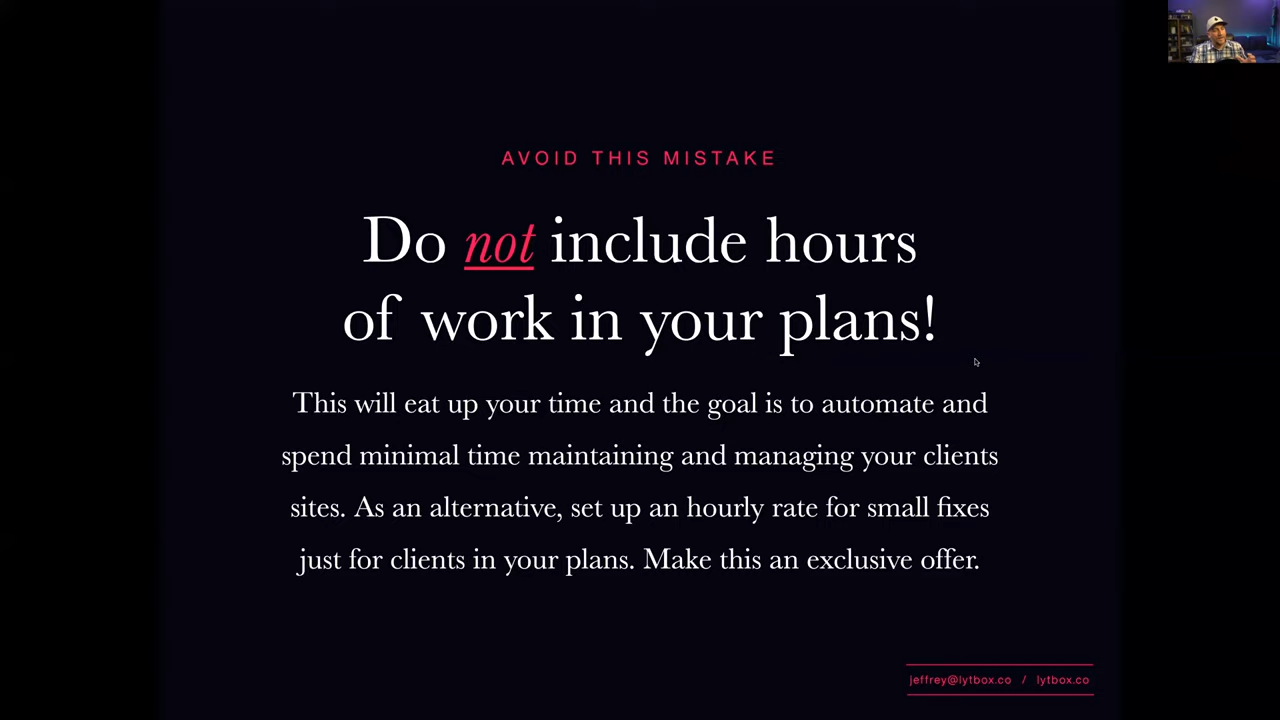 AVOID THIS MISTAKE
Do not include hours
of work in your plans!
This will eat up your time and the goal is to automate and
spend minimal time maintaining and managing your clients
sites. As an alternative, set up an hourly rate for small fixes
just for clients in your plans. Make this an exclusive offer.
jeffrey@lytbox.co / lytbox.co